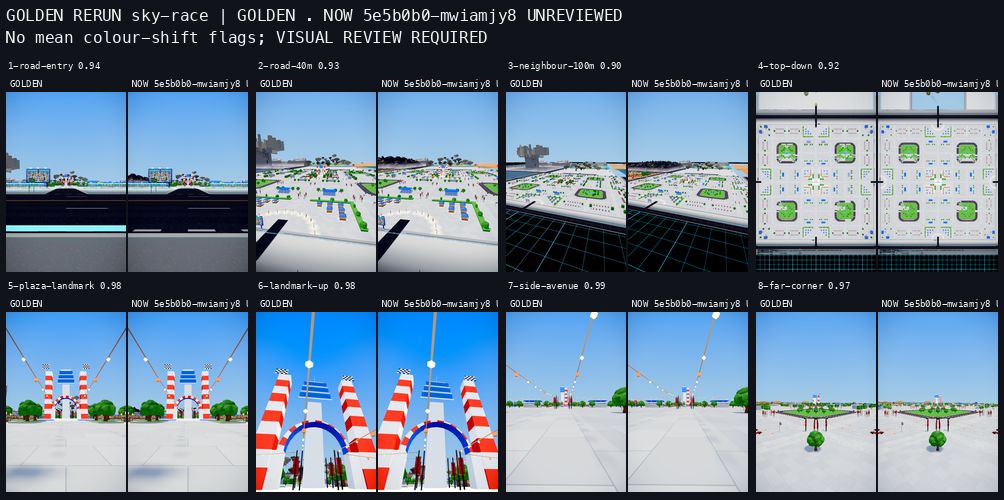 GOLDEN RERUN sky-race | GOLDEN . NOW 5e5b0b0-mwiamjy8 UNREVIEWED
No mean colour-shift flags; VISUAL REVIEW REQUIRED
1-road-entry 0.94
GOLDEN NOW 5e5b0b0-mwiamjy8 U
2-road-40m 0.93
GOLDEN NOW 5e5b0b0-mwiamjy8 U
3-neighbour-100m 0.90
GOLDEN NOW 5e5b0b0-mwiamjy8 U
4-top-down 0.92
GOLDEN NOW 5e5b0b0-mwiamjy8 U
5-plaza-landmark 0.98
GOLDEN NOW 5e5b0b0-mwiamjy8 U
6-landmark-up 0.98
GOLDEN NOW 5e5b0b0-mwiamjy8 U
7-side-avenue 0.99
GOLDEN NOW 5e5b0b0-mwiamjy8 U
8-far-corner 0.97
GOLDEN NOW 5e5b0b0-mwiamjy8 U